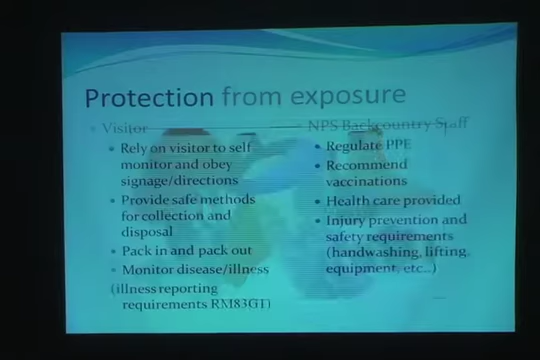 Protection from exposure
Visitor
Rely on visitor to self
monitor and obey
signage/directions
Provide safe methods
for collection and
disposal
Pack in and pack out
Monitor disease/illness
(illness reporting
requirements RM83GT)
NPS Backcountry Staff
Regulate PPE
Recommend
vaccinations
Health care provided
Injury prevention and
safety requirements
(handwashing, lifting,
equipment, etc..)